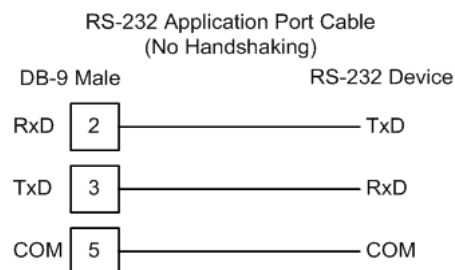 RS-232 Application Port Cable
(No Handshaking)
DB-9 Male RS-232 Device
RxD 2 TxD
TxD 3 RxD
COM 5 COM